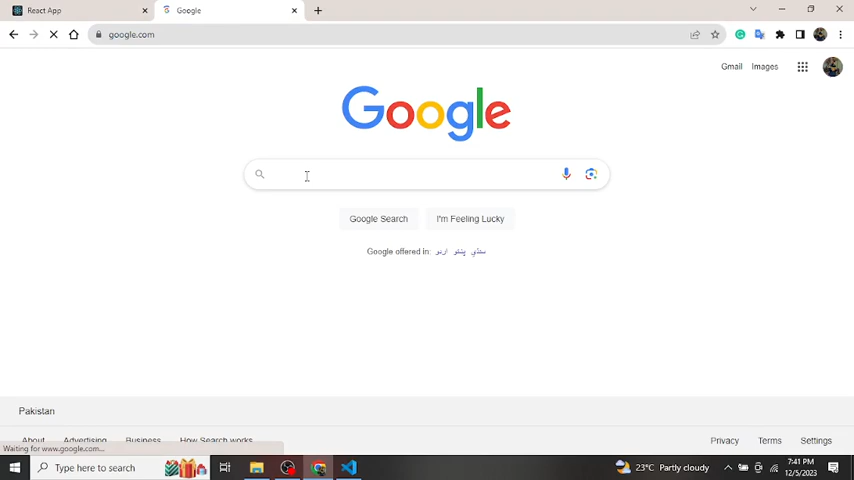 React App
Google
google.com
Gmail Images
Google
Google Search I'm Feeling Lucky
Google offered in: اردو پښتو سنڌي
Pakistan
About Advertising Business How Search works
Privacy Terms Settings
Waiting for www.google.com...
Type here to search
23°C Partly cloudy
7:41 PM
12/5/2023